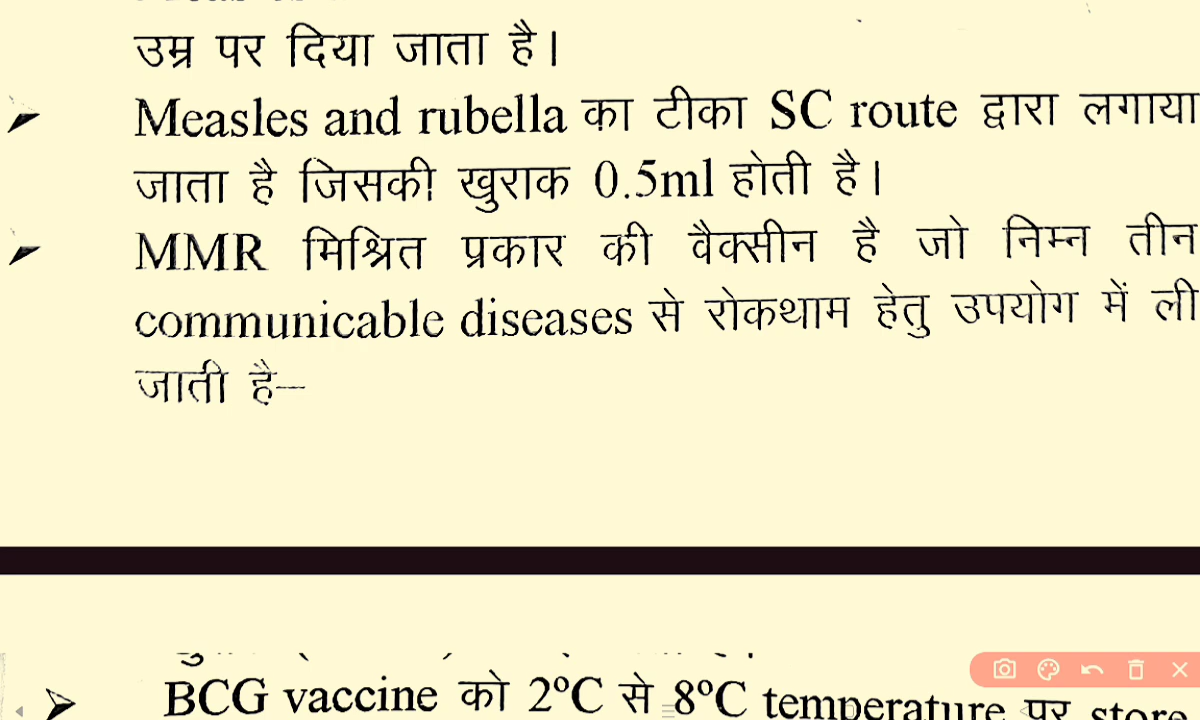 उम्र पर दिया जाता है।
➤ Measles and rubella का टीका SC route द्वारा लगाया
जाता है जिसकी खुराक 0.5ml होती है।
➤ MMR मिश्रित प्रकार की वैक्सीन है जो निम्न तीन
communicable diseases से रोकथाम हेतु उपयोग में ली
जाती है–
➤ BCG vaccine को 2°C से 8°C temperature पर store